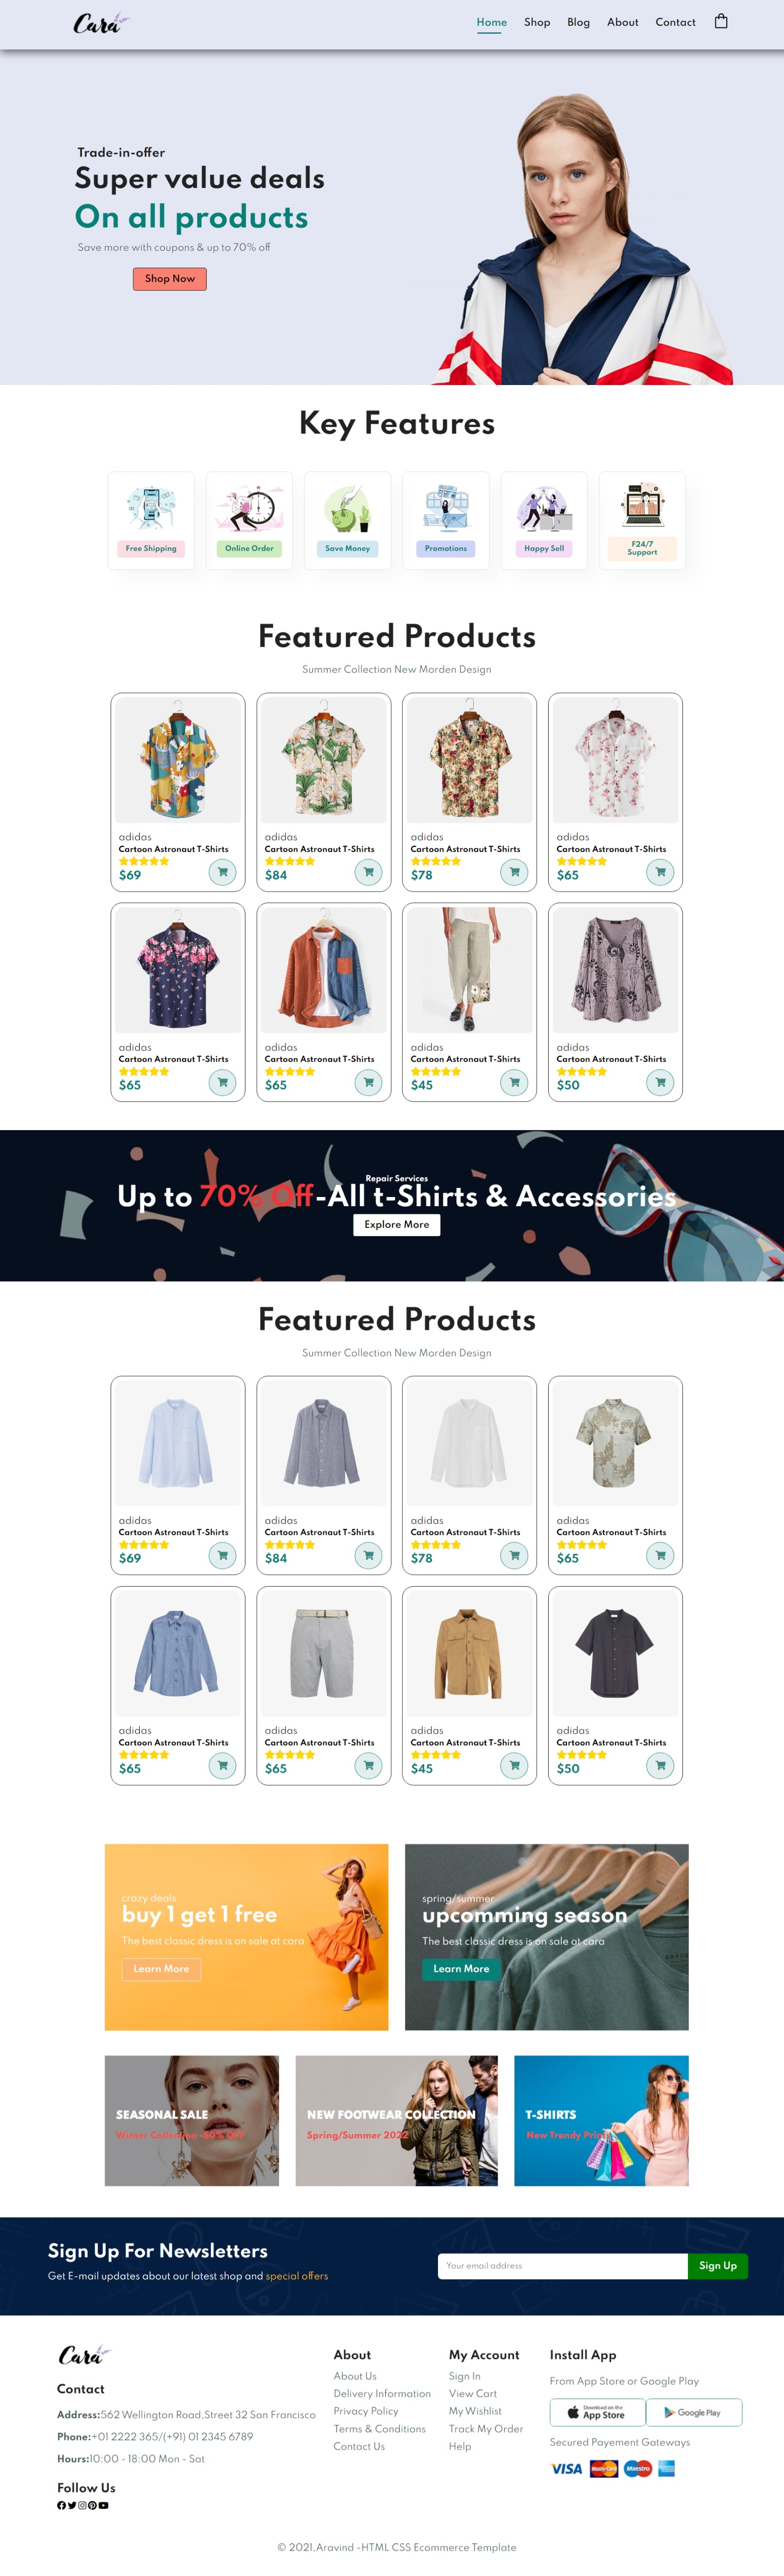 Cara
Home
Shop
Blog
About
Contact
Trade-in-offer
Super value deals
On all products
Save more with coupons & up to 70% off
Shop Now
Key Features
Free Shipping
Online Order
Save Money
Promotions
Happy Sell
F24/7
Support
Featured Products
Summer Collection New Morden Design
adidas
Cartoon Astronaut T-Shirts
$69
adidas
Cartoon Astronaut T-Shirts
$84
adidas
Cartoon Astronaut T-Shirts
$78
adidas
Cartoon Astronaut T-Shirts
$65
adidas
Cartoon Astronaut T-Shirts
$65
adidas
Cartoon Astronaut T-Shirts
$65
adidas
Cartoon Astronaut T-Shirts
$45
adidas
Cartoon Astronaut T-Shirts
$50
Repair Services
Up to 70% Off-All t-Shirts & Accessories
Explore More
Featured Products
Summer Collection New Morden Design
adidas
Cartoon Astronaut T-Shirts
$69
adidas
Cartoon Astronaut T-Shirts
$84
adidas
Cartoon Astronaut T-Shirts
$78
adidas
Cartoon Astronaut T-Shirts
$65
adidas
Cartoon Astronaut T-Shirts
$65
adidas
Cartoon Astronaut T-Shirts
$65
adidas
Cartoon Astronaut T-Shirts
$45
adidas
Cartoon Astronaut T-Shirts
$50
crazy deals
buy 1 get 1 free
The best classic dress is on sale at cara
Learn More
spring/summer
upcomming season
The best classic dress is on sale at cara
Learn More
SEASONAL SALE
Winter Collection -50% OFF
NEW FOOTWEAR COLLECTION
Spring/Summer 2022
T-SHIRTS
New Trendy Prints
Sign Up For Newsletters
Get E-mail updates about our latest shop and special offers
Your email address
Sign Up
Cara
Contact
Address:562 Wellington Road,Street 32 San Francisco
Phone:+01 2222 365/(+91) 01 2345 6789
Hours:10:00 - 18:00 Mon - Sat
Follow Us
About
About Us
Delivery Information
Privacy Policy
Terms & Conditions
Contact Us
My Account
Sign In
View Cart
My Wishlist
Track My Order
Help
Install App
From App Store or Google Play
Download on the
App Store
Google Play
Secured Payement Gateways
VISA
MasterCard
Maestro
© 2021,Aravind -HTML CSS Ecommerce Template